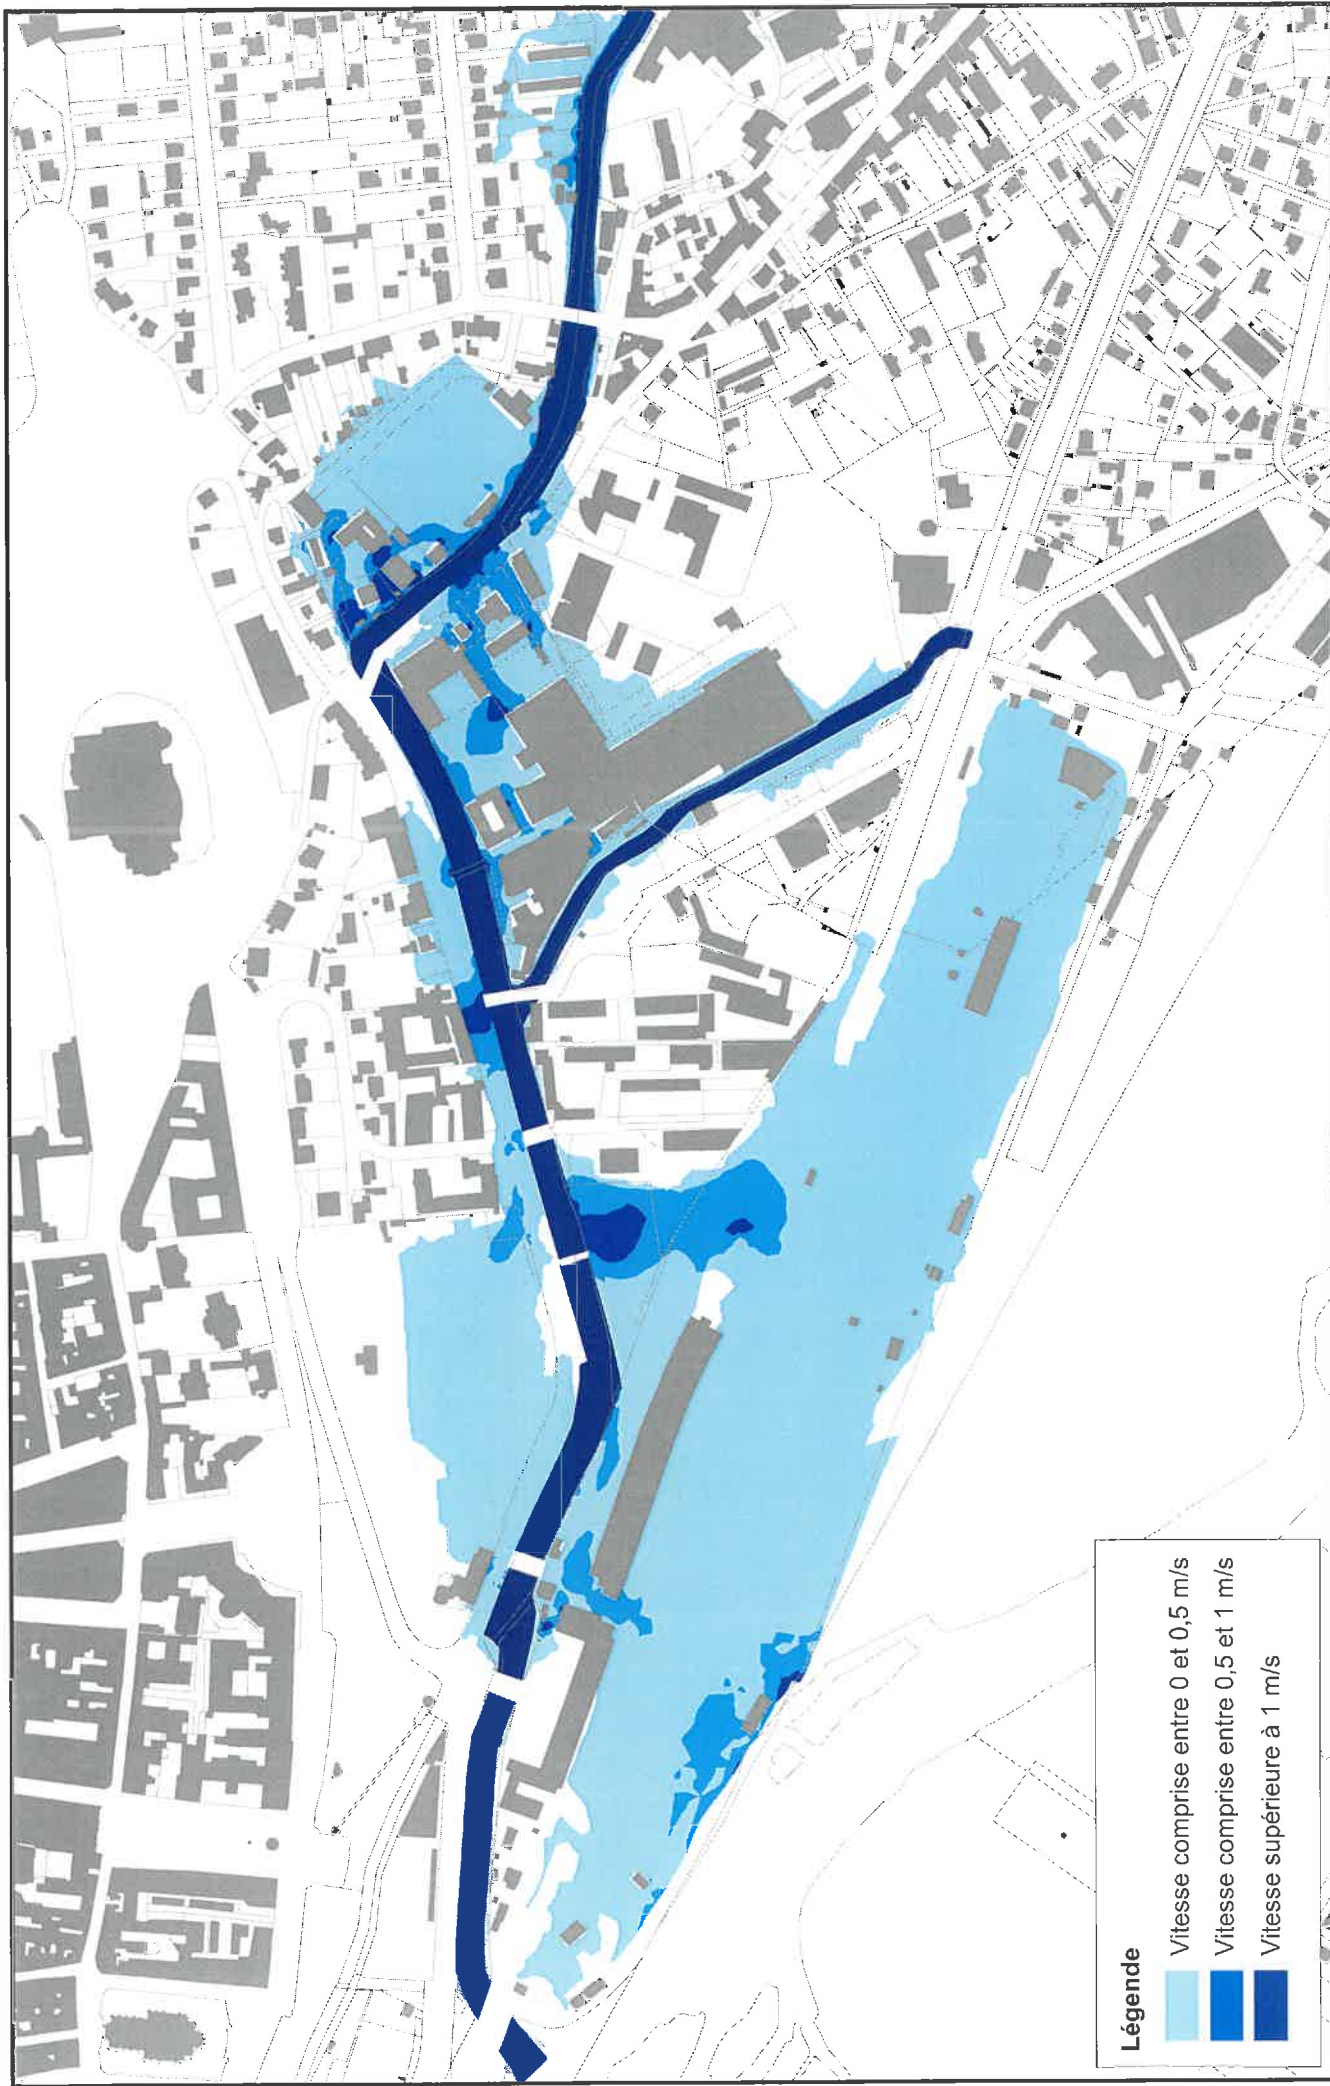 Légende
Vitesse comprise entre 0 et 0,5 m/s
Vitesse comprise entre 0,5 et 1 m/s
Vitesse supérieure à 1 m/s